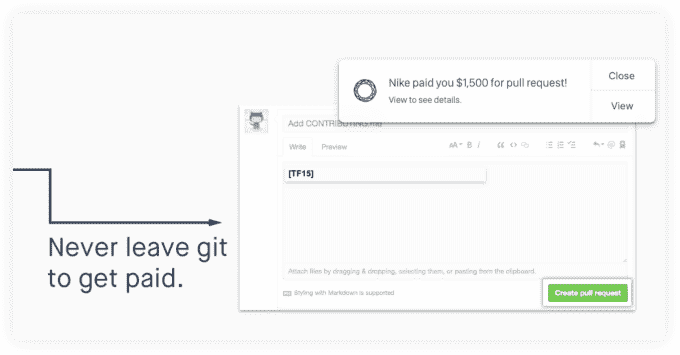 Nike paid you $1,500 for pull request!
View to see details.
Close
View
Add CONTRIBUTING.md
Write Preview
AA B i
[TF15]
Never leave git
to get paid.
Attach files by dragging & dropping, selecting them, or pasting from the clipboard.
Styling with Markdown is supported
Create pull request